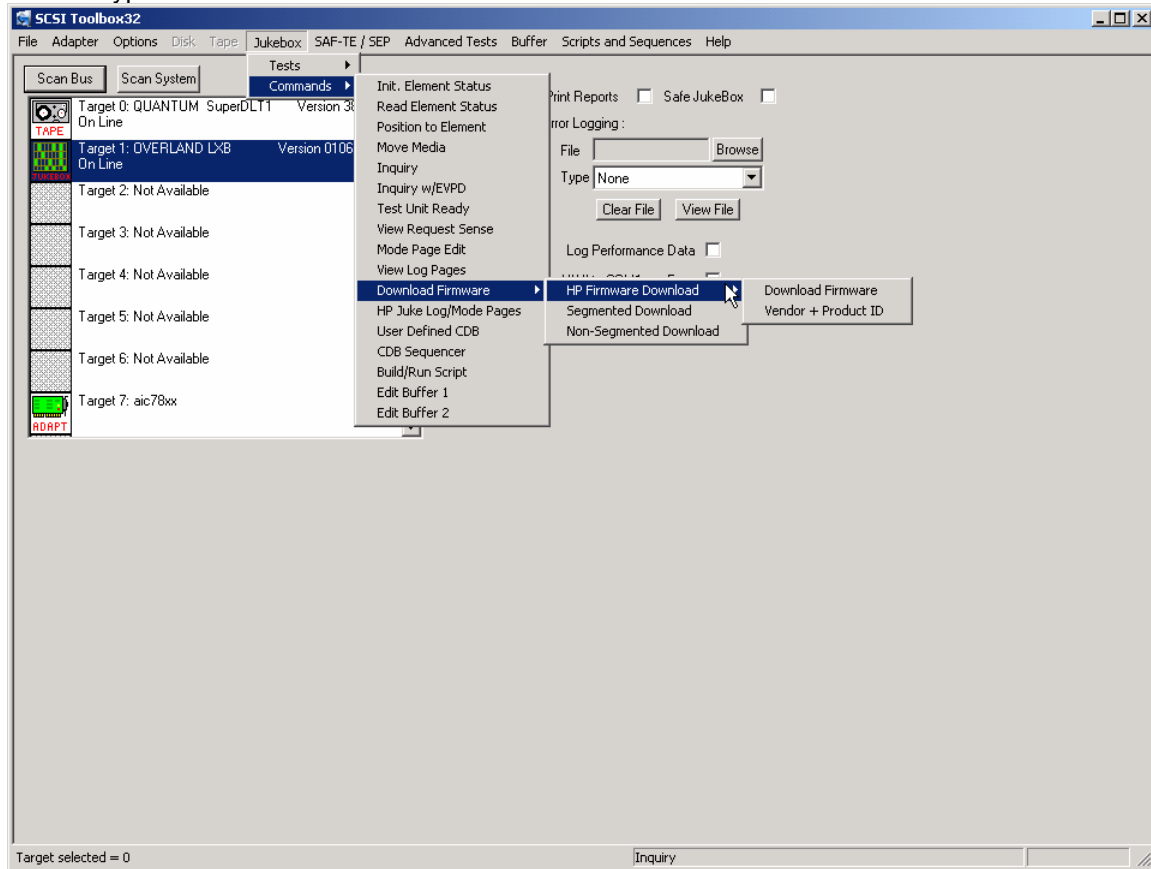 SCSI Toolbox32
File Adapter Options Disk Tape Jukebox SAF-TE / SEP Advanced Tests Buffer Scripts and Sequences Help
Scan Bus Scan System
Tests
Commands
Init. Element Status
Read Element Status
Position to Element
Move Media
Inquiry
Inquiry w/EVPD
Test Unit Ready
View Request Sense
Mode Page Edit
View Log Pages
Download Firmware
HP Juke Log/Mode Pages
User Defined CDB
CDB Sequencer
Build/Run Script
Edit Buffer 1
Edit Buffer 2
HP Firmware Download
Segmented Download
Non-Segmented Download
Download Firmware
Vendor + Product ID
TAPE
Target 0: QUANTUM SuperDLT1 Version 38
On Line
JUKEBOX
Target 1: OVERLAND LXB Version 0106
On Line
Target 2: Not Available
Target 3: Not Available
Target 4: Not Available
Target 5: Not Available
Target 6: Not Available
Target 7: aic78xx
ADAPT
Print Reports Safe JukeBox
rror Logging :
File Browse
Type None
Clear File View File
Log Performance Data
Target selected = 0 Inquiry